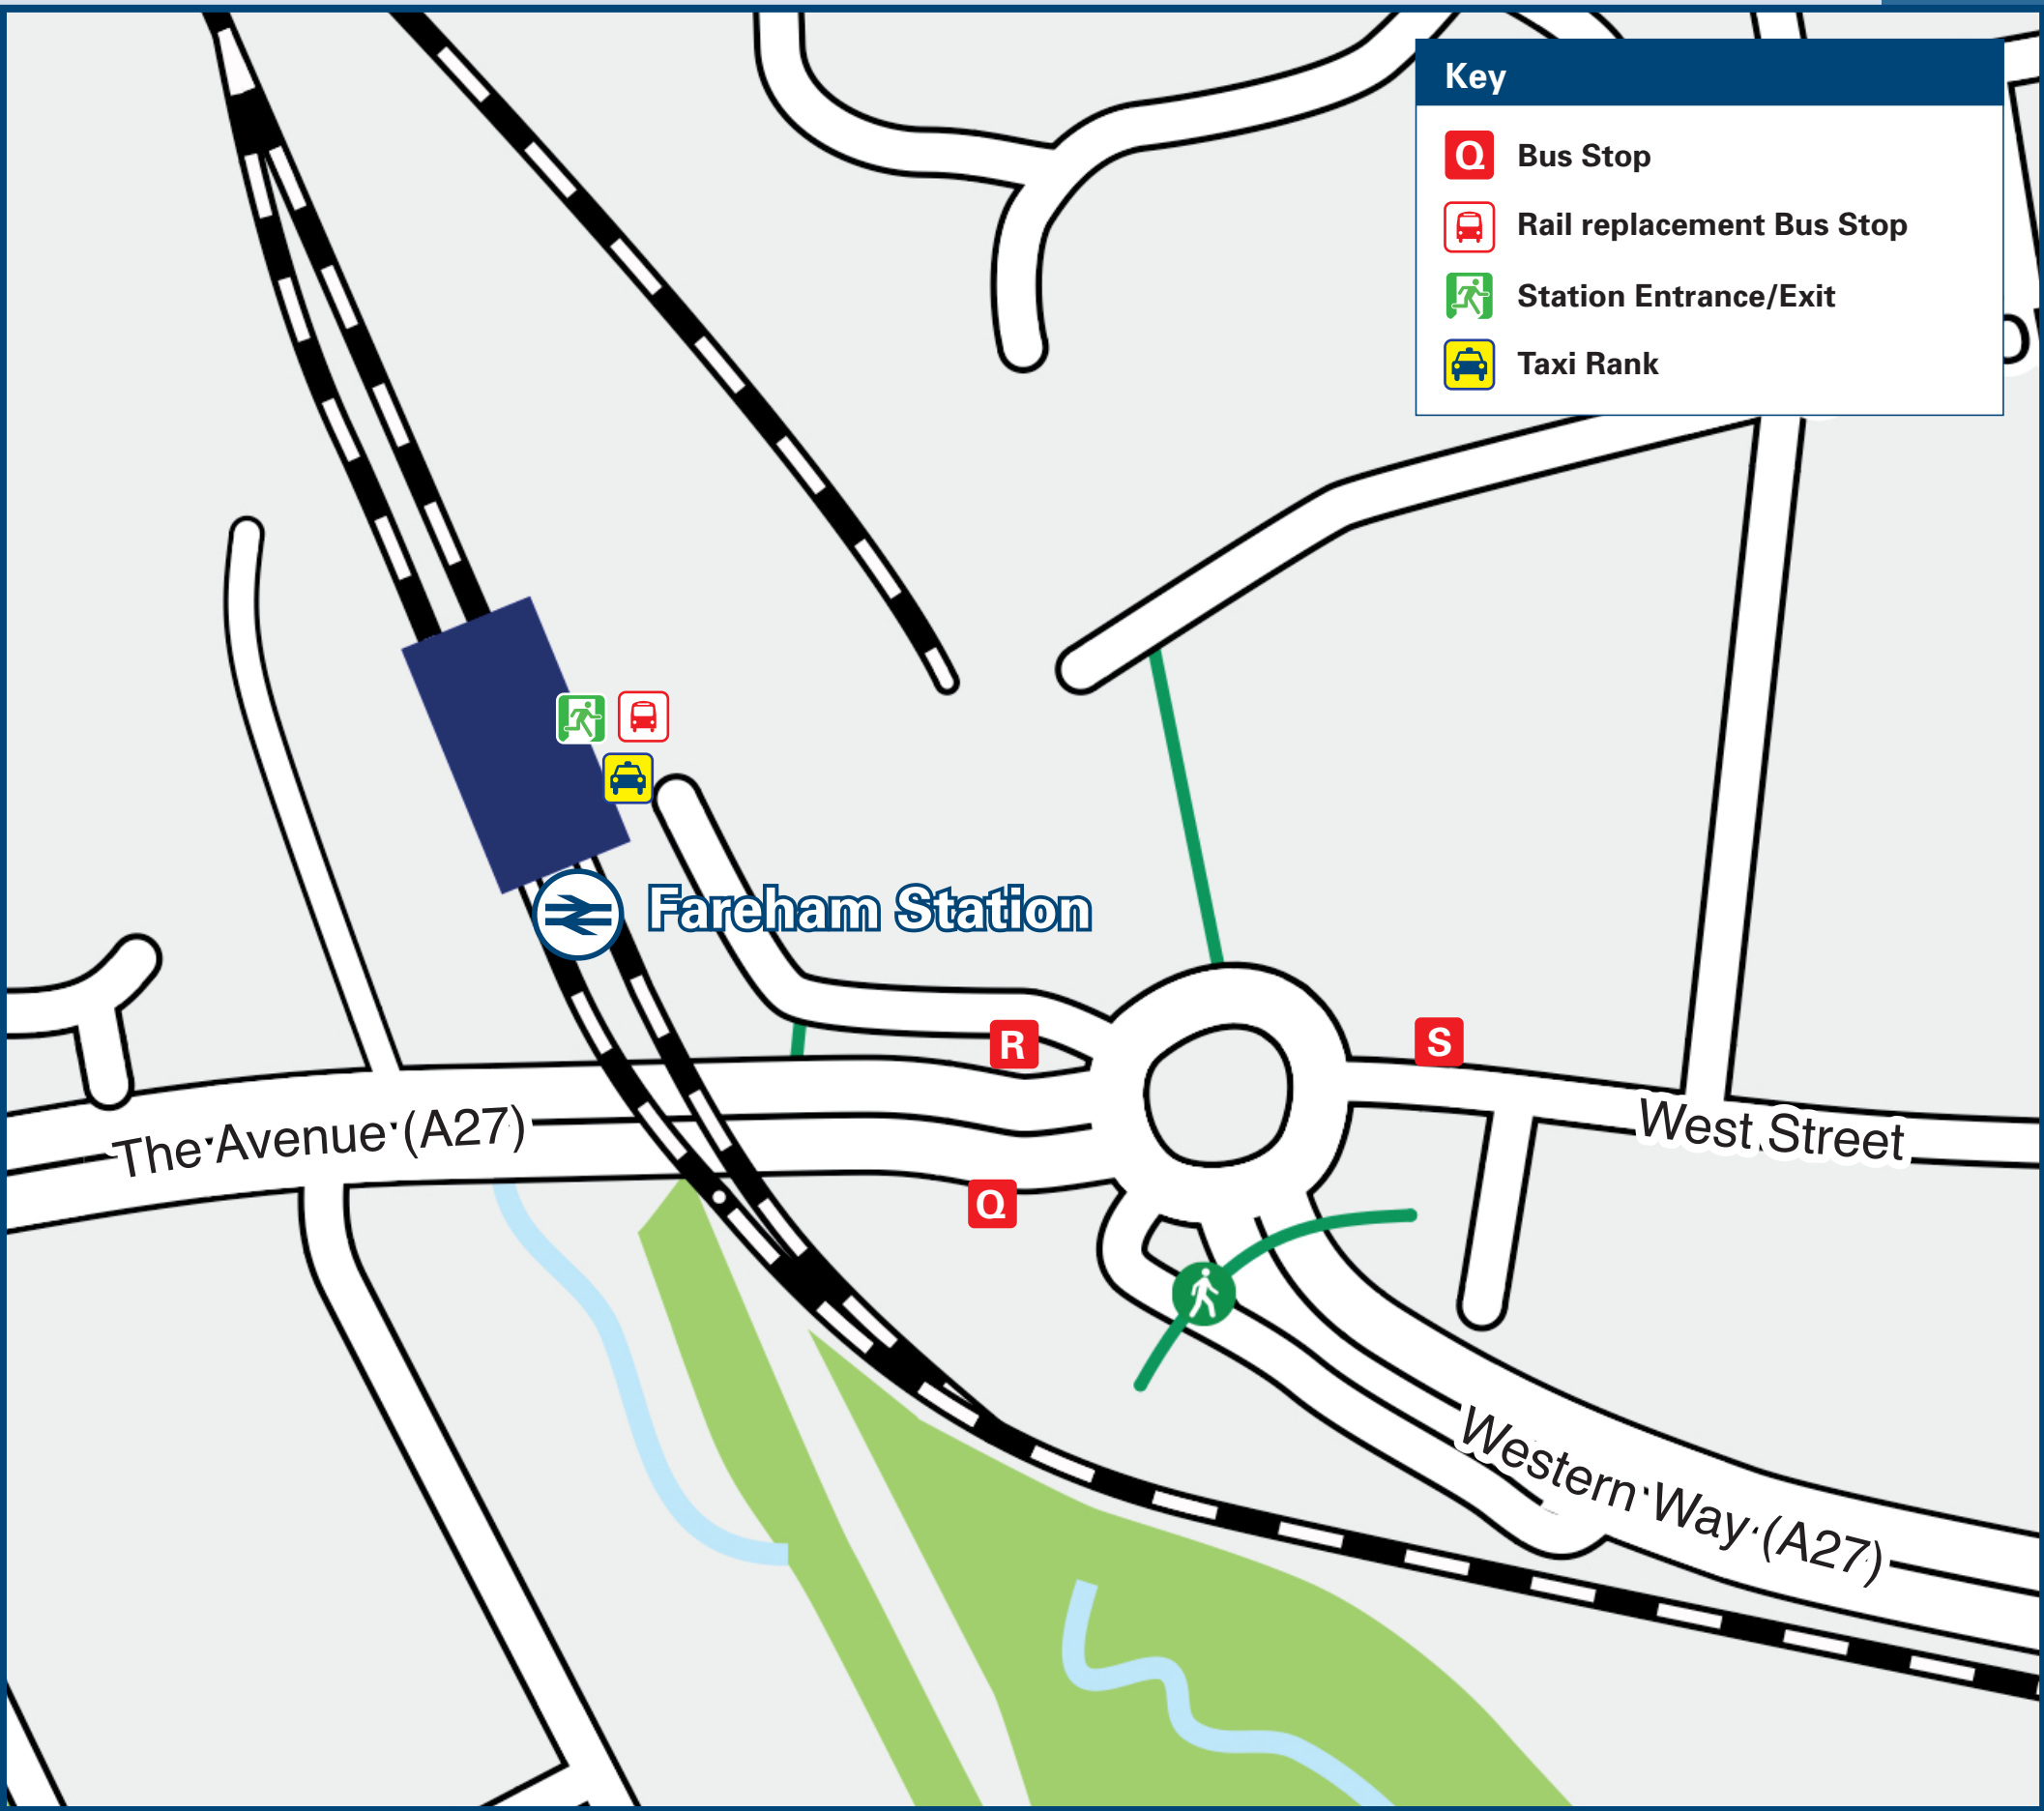 Key
Q Bus Stop
Rail replacement Bus Stop
Station Entrance/Exit
Taxi Rank
Fareham Station
R
S
The Avenue (A27)
West Street
Q
Western Way (A27)